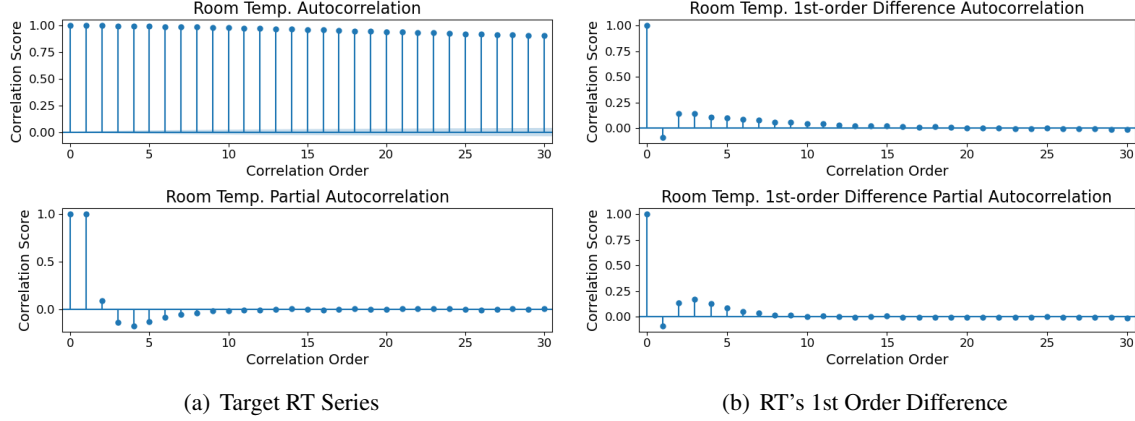 Room Temp. Autocorrelation
Correlation Score
1.00
0.75
0.50
0.25
0.00
0 5 10 15 20 25 30
Correlation Order
Room Temp. Partial Autocorrelation
Correlation Score
1.0
0.5
0.0
0 5 10 15 20 25 30
Correlation Order
(a) Target RT Series
Room Temp. 1st-order Difference Autocorrelation
Correlation Score
1.00
0.75
0.50
0.25
0.00
0 5 10 15 20 25 30
Correlation Order
Room Temp. 1st-order Difference Partial Autocorrelation
Correlation Score
1.00
0.75
0.50
0.25
0.00
0 5 10 15 20 25 30
Correlation Order
(b) RT's 1st Order Difference